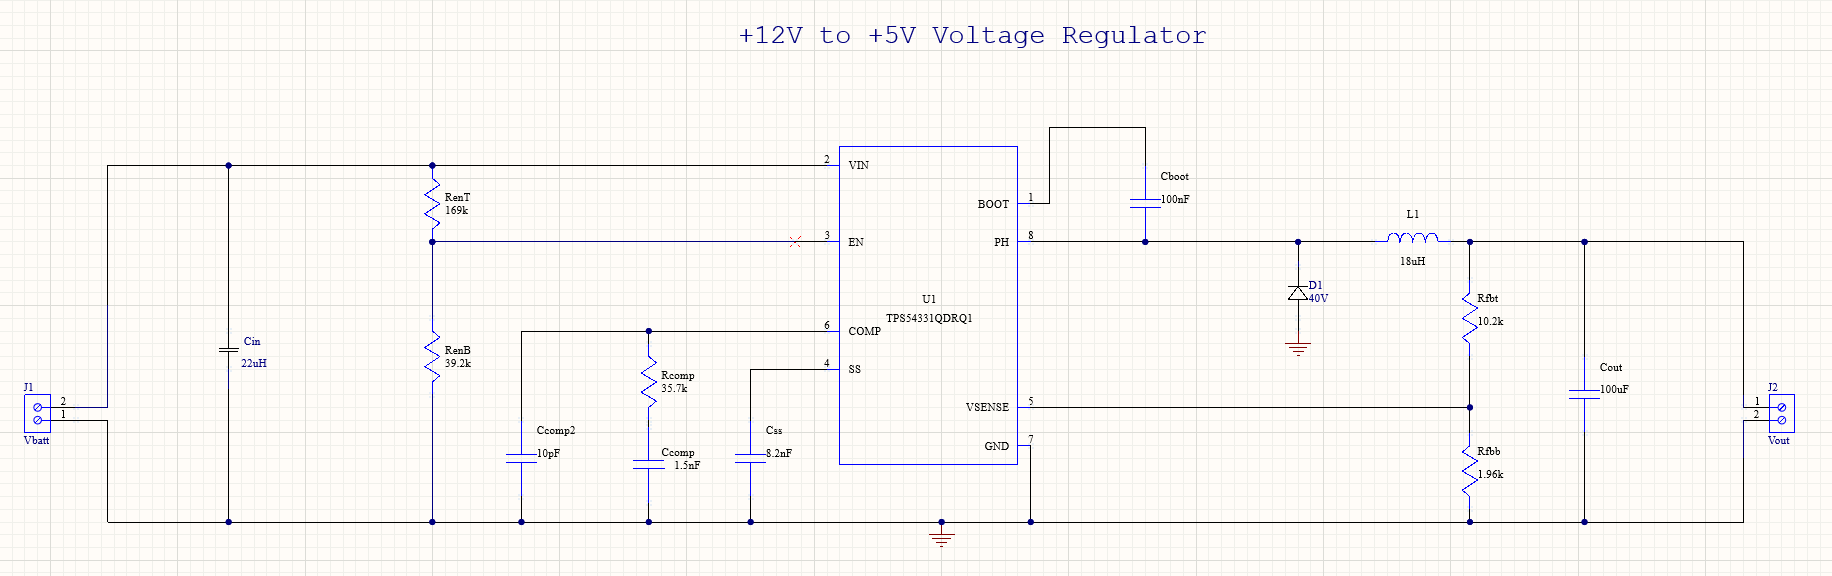 +12V to +5V Voltage Regulator
2
VIN
RenT
169k
3
EN
BOOT
1
PH
8
Cboot
100nF
L1
18uH
D1
40V
U1
TPS54331QDRQ1
6
COMP
4
SS
VSENSE
5
GND
7
Cin
22uH
RenB
39.2k
Rcomp
35.7k
Ccomp2
10pF
Ccomp
1.5nF
Css
8.2nF
Rfbt
10.2k
Rfbb
1.96k
Cout
100uF
J1
2
1
Vbatt
J2
1
2
Vout